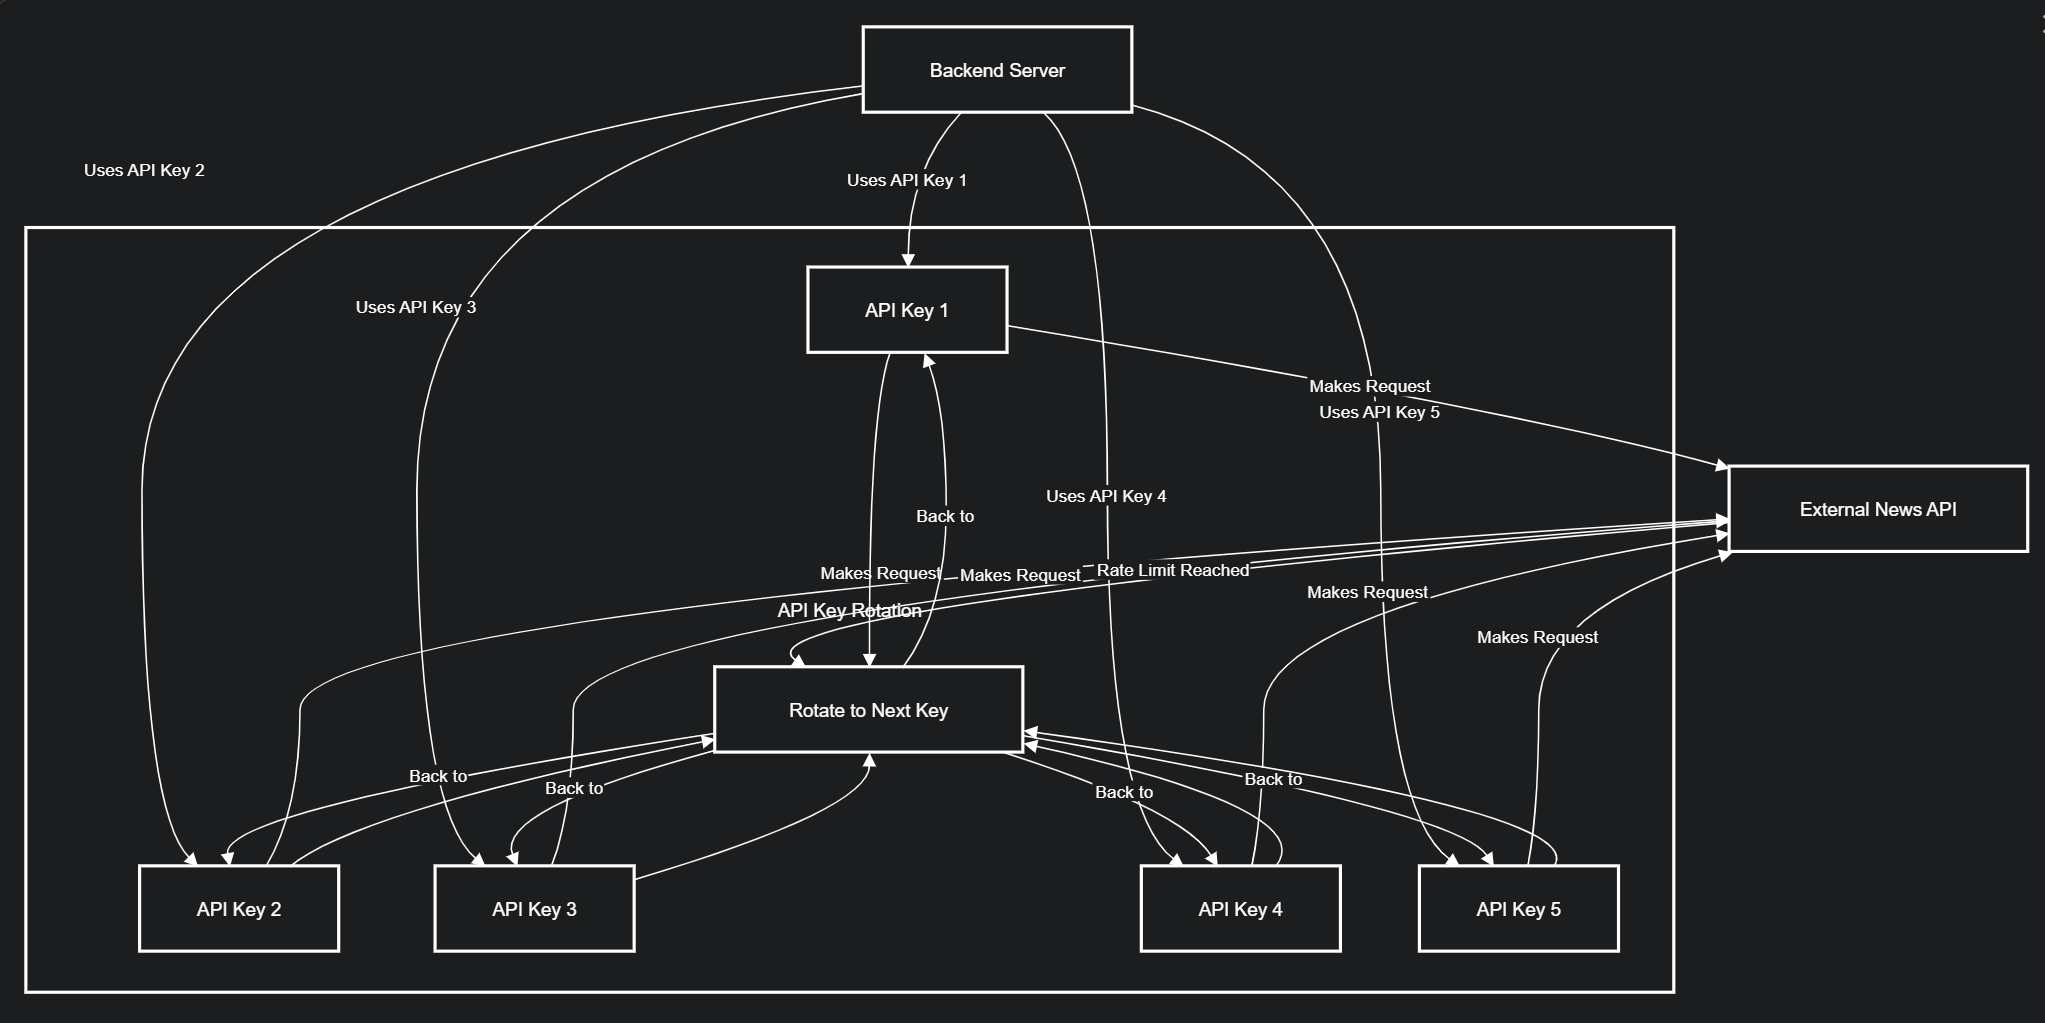 Backend Server
Uses API Key 2
Uses API Key 1
Uses API Key 3
API Key 1
Makes Request
Uses API Key 5
Uses API Key 4
External News API
Back to
Makes Request
Makes Request
Rate Limit Reached
Makes Request
API Key Rotation
Makes Request
Rotate to Next Key
Back to
Back to
Back to
Back to
API Key 2
API Key 3
API Key 4
API Key 5